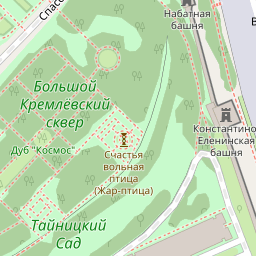 Спасс
Набатная
башня
Большой
Кремлёвский
сквер
Константино-
Еленинская
башня
Дуб "Космос"
Счастья
вольная
птица
(Жар-птица)
Тайницкий
Сад